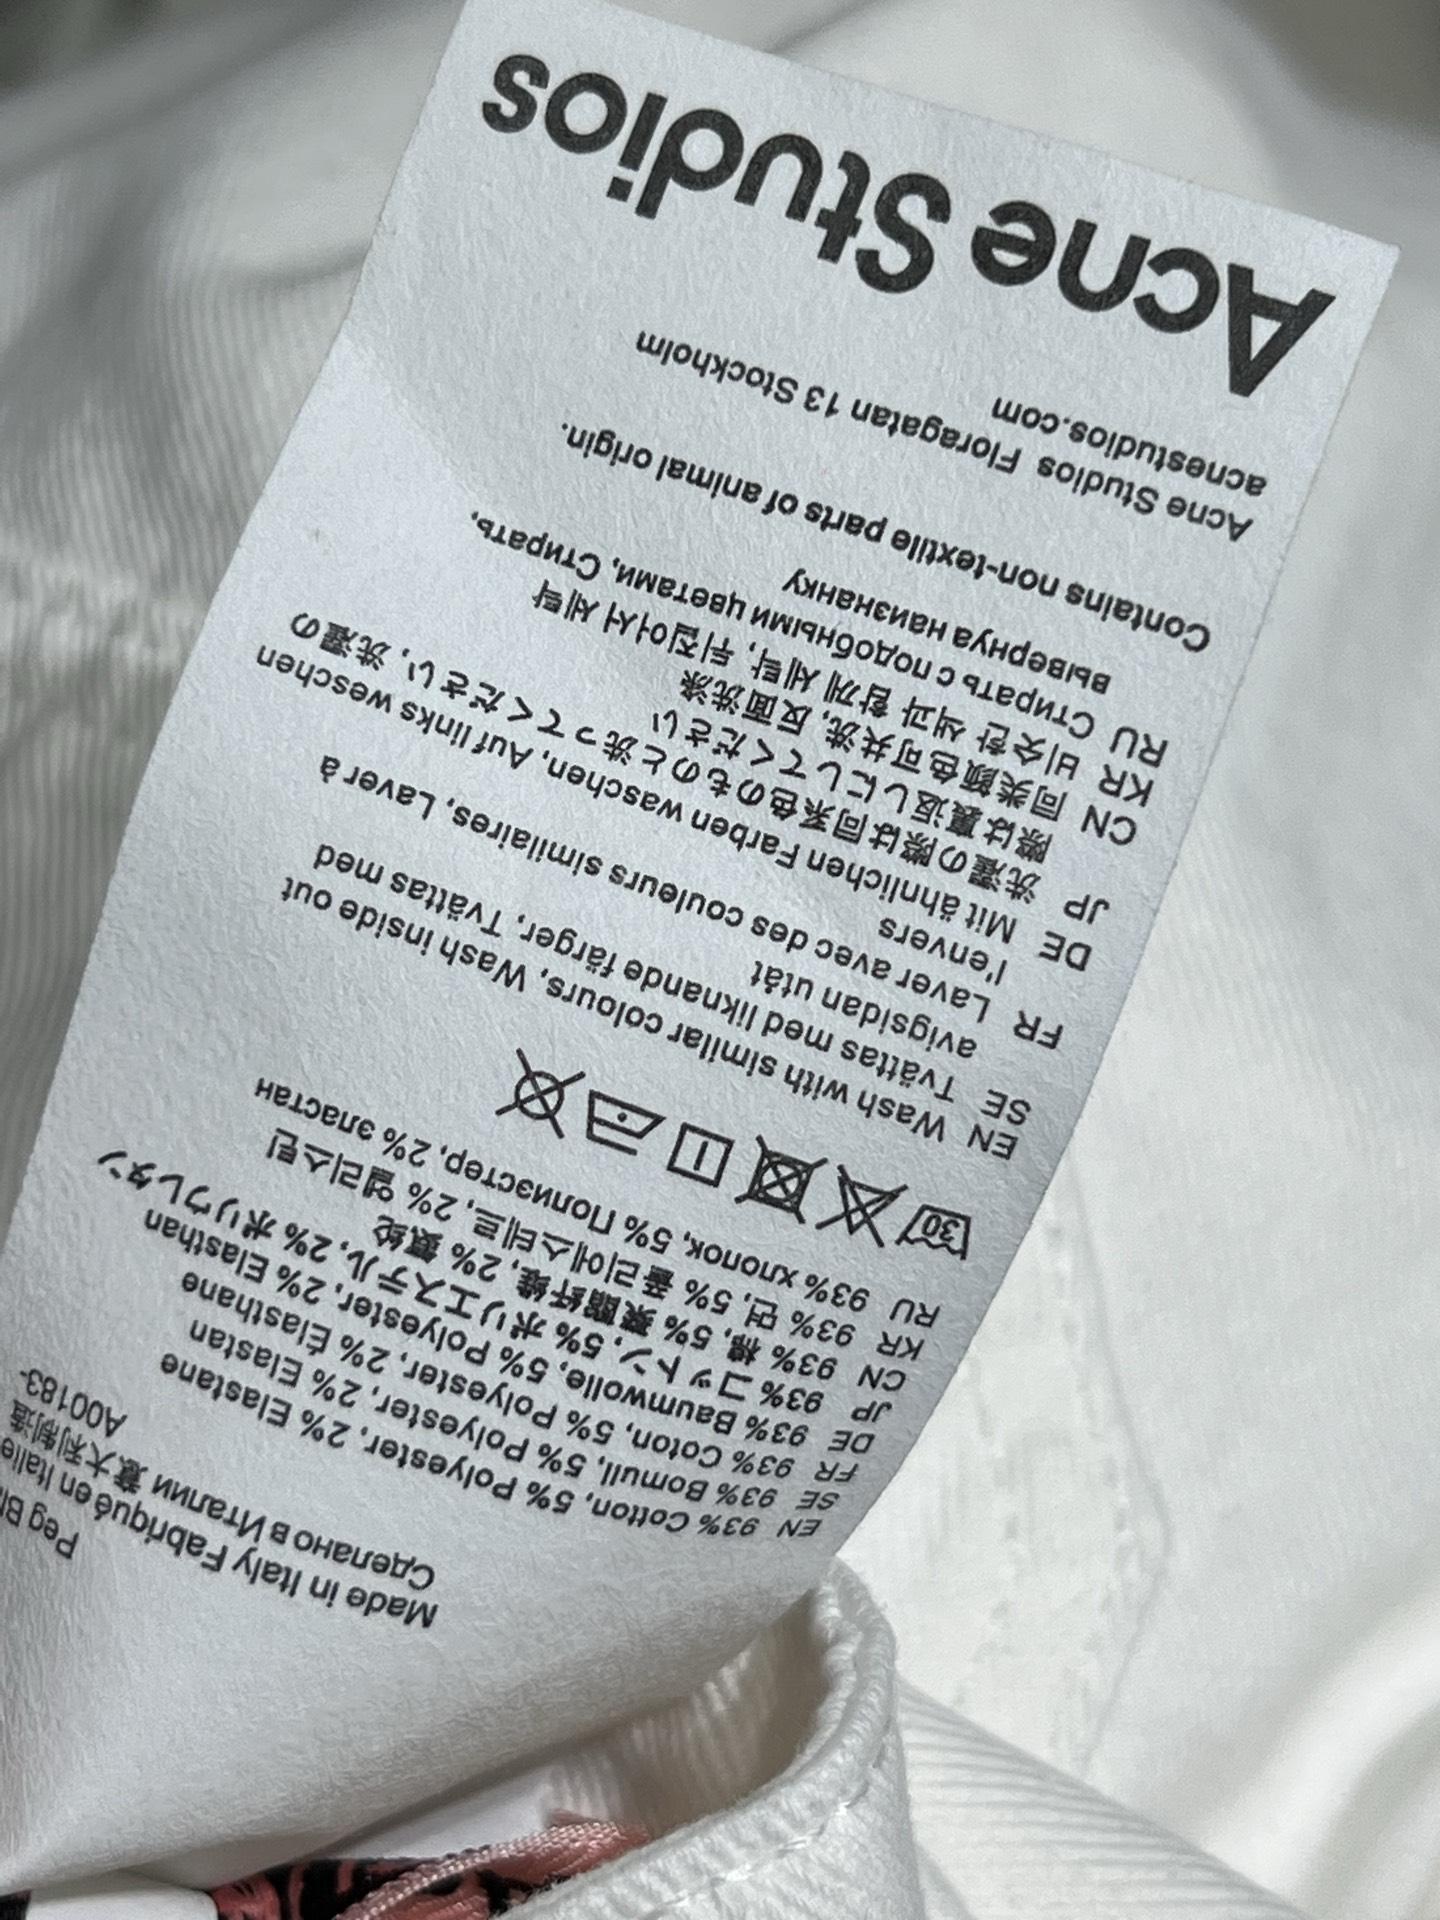 Peg
Made in Italy Fabriqué en Italie
Сделано в Италии 意大利制造
A00183-
EN 93% Cotton, 5% Polyester, 2% Elastane
SE 93% Bomull, 5% Polyester, 2% Elastan
FR 93% Coton, 5% Polyester, 2% Élasthanne
DE 93% Baumwolle, 5% Polyester, 2% Elasthan
JP 93% コットン, 5% ポリエステル, 2% ポリウレタン
CN 93% 棉, 5% 聚酯纤维, 2% 氨纶
KR 93% 면, 5% 폴리에스테르, 2% 엘리스틴
RU 93% хлопок, 5% Полиэстер, 2% эластан
30
EN Wash with similar colours, Wash inside out
SE Tvättas med liknande färger, Tvättas med
avigsidan utåt
FR Laver avec des couleurs similaires, Laver à
l'envers
DE Mit ähnlichen Farben waschen, Auf links weschen
JP 洗濯の際は同系色のものと洗ってください, 洗濯の
際は裏返しにしてください
CN 同类颜色可共洗, 反面洗涤
KR 비슷한 색과 함께 세탁, 뒤집어서 세탁
RU Стирать с подобными цветами, Стирать,
вывернуа наизнанку
Contains non-textile parts of animal origin.
Acne Studios Floragatan 13 Stockholm
acnestudios.com
Acne Studios